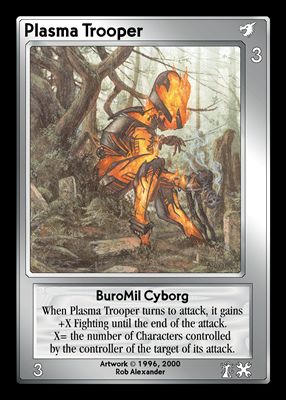 Plasma Trooper
3
BuroMil Cyborg
When Plasma Trooper turns to attack, it gains
+X Fighting until the end of the attack.
X= the number of Characters controlled
by the controller of the target of its attack.
3
Artwork © 1996, 2000
Rob Alexander